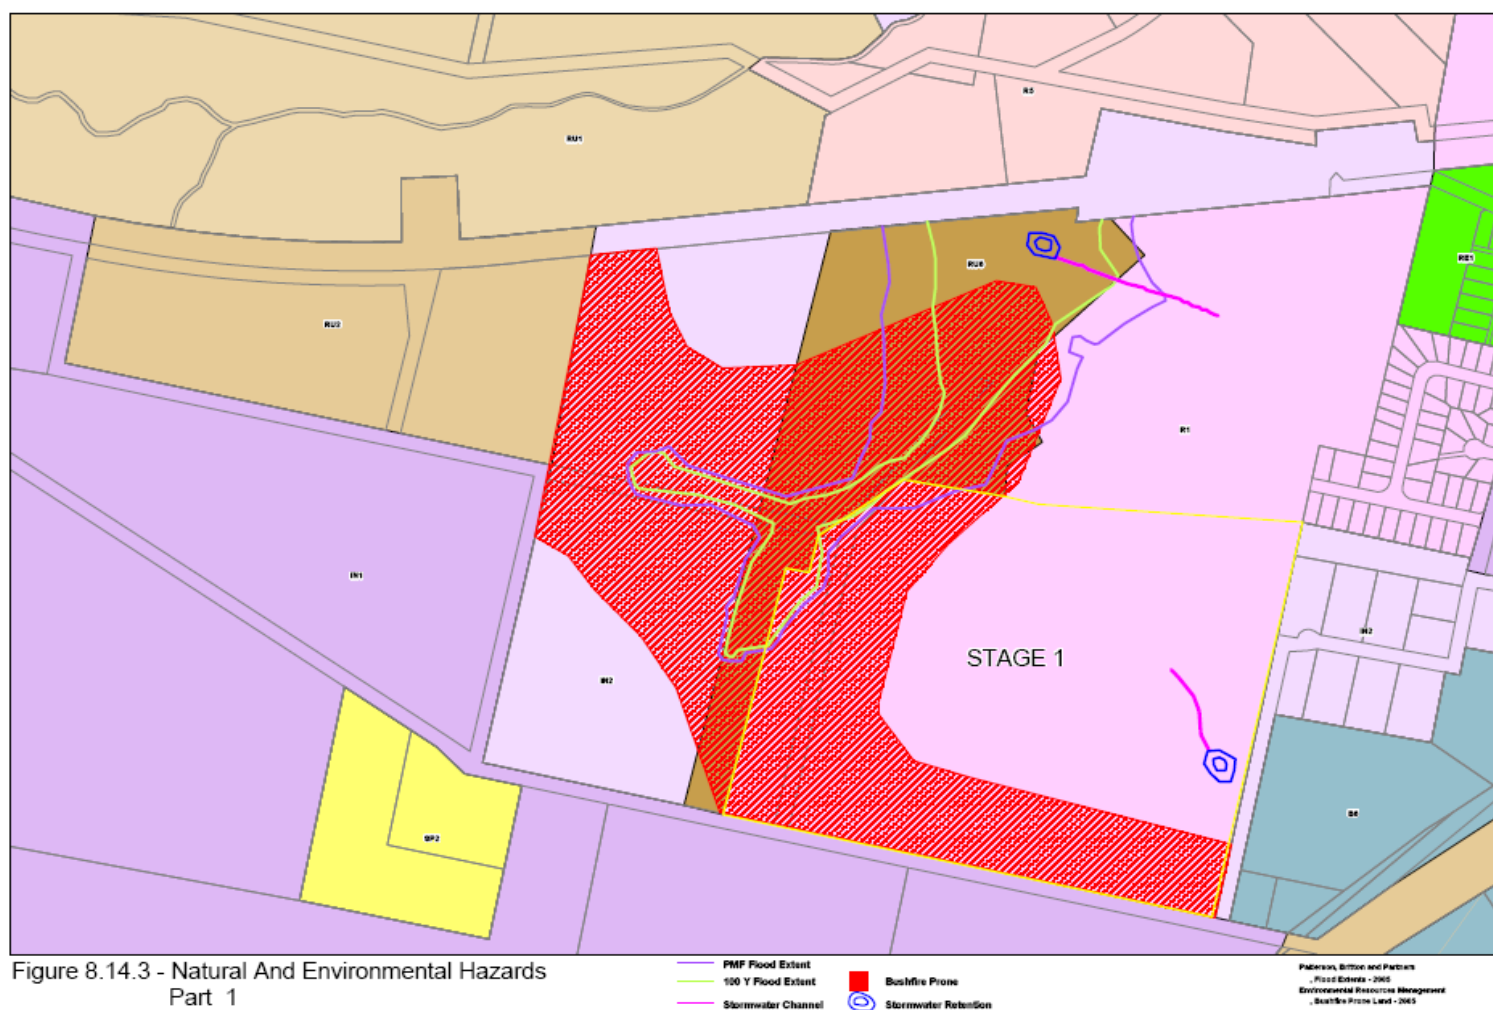 R5
RU1
RE1
RU6
RU3
R1
IN1
IN2
STAGE 1
IN2
B6
SP2
Figure 8.14.3 - Natural And Environmental Hazards
Part 1
PMF Flood Extent
100 Y Flood Extent
Stormwater Channel
Bushfire Prone
Stormwater Retention
Patterson, Britton and Partners
, Flood Extents - 2005
Environmental Resources Management
, Bushfire Prone Land - 2005